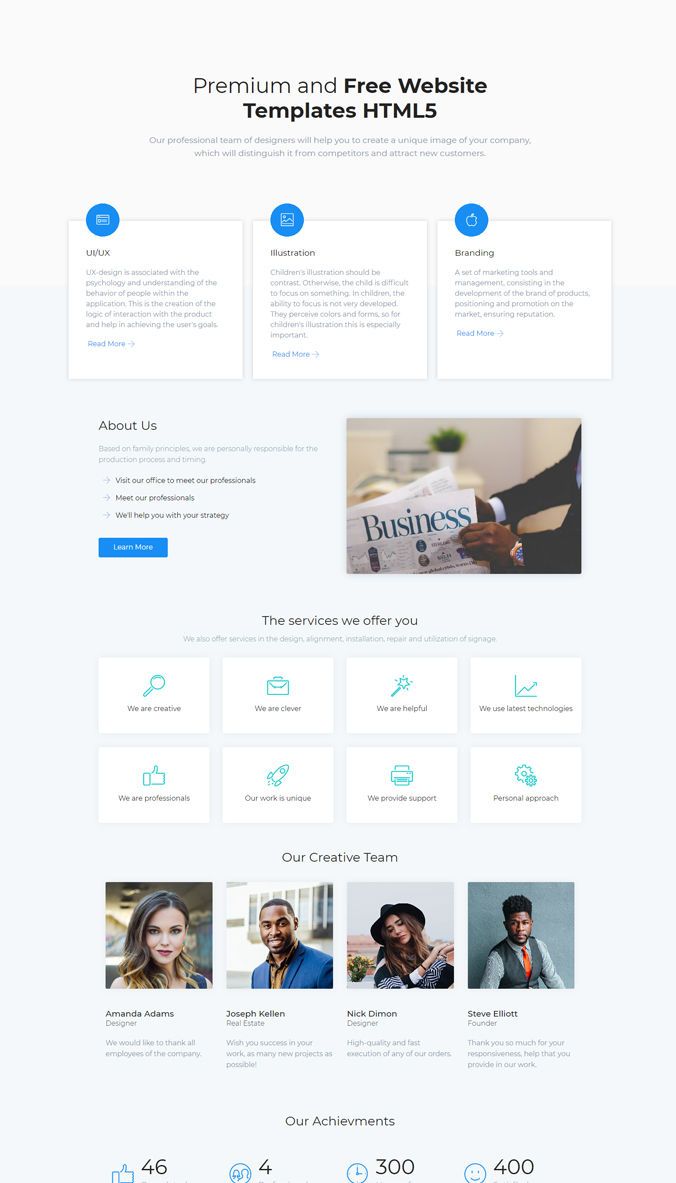 Premium and Free Website
Templates HTML5
Our professional team of designers will help you to create a unique image of your company,
which will distinguish it from competitors and attract new customers.
UI/UX
UX-design is associated with the
psychology and understanding of the
behavior of people within the
application. This is the creation of the
logic of interaction with the product
and help in achieving the user's goals.
Read More
Illustration
Children's illustration should be
contrast. Otherwise, the child is difficult
to focus on something. In children, the
ability to focus is not very developed.
They perceive colors and forms, so for
children's illustration this is especially
important.
Read More
Branding
A set of marketing tools and
management, consisting in the
development of the brand of products,
positioning and promotion on the
market, ensuring reputation.
Read More
About Us
Based on family principles, we are personally responsible for the
production process and timing.
Visit our office to meet our professionals
Meet our professionals
We'll help you with your strategy
Learn More
Business
The services we offer you
We also offer services in the design, alignment, installation, repair and utilization of signage.
We are creative
We are clever
We are helpful
We use latest technologies
We are professionals
Our work is unique
We provide support
Personal approach
Our Creative Team
Amanda Adams
Designer
We would like to thank all
employees of the company.
Joseph Kellen
Real Estate
Wish you success in your
work, as many new projects as
possible!
Nick Dimon
Designer
High-quality and fast
execution of any of our orders.
Steve Elliott
Founder
Thank you so much for your
responsiveness, help that you
provide in our work.
Our Achievments
46
4
300
400